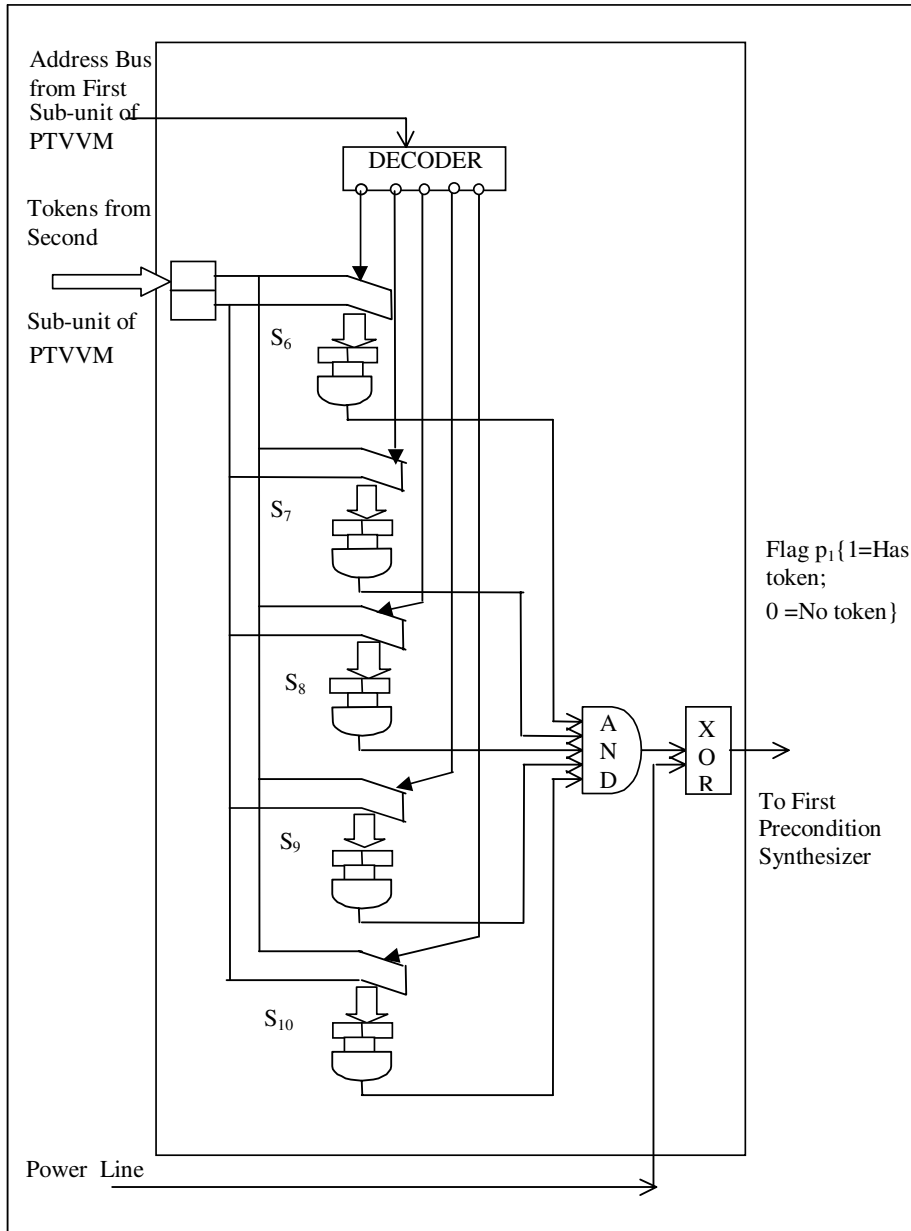 Address Bus
from First
Sub-unit of
PTVVM
DECODER
Tokens from
Second
Sub-unit of
PTVVM
S6
S7
Flag p1{1=Has
token;
0 =No token}
S8
A
N
D
X
O
R
To First
Precondition
Synthesizer
S9
S10
Power Line